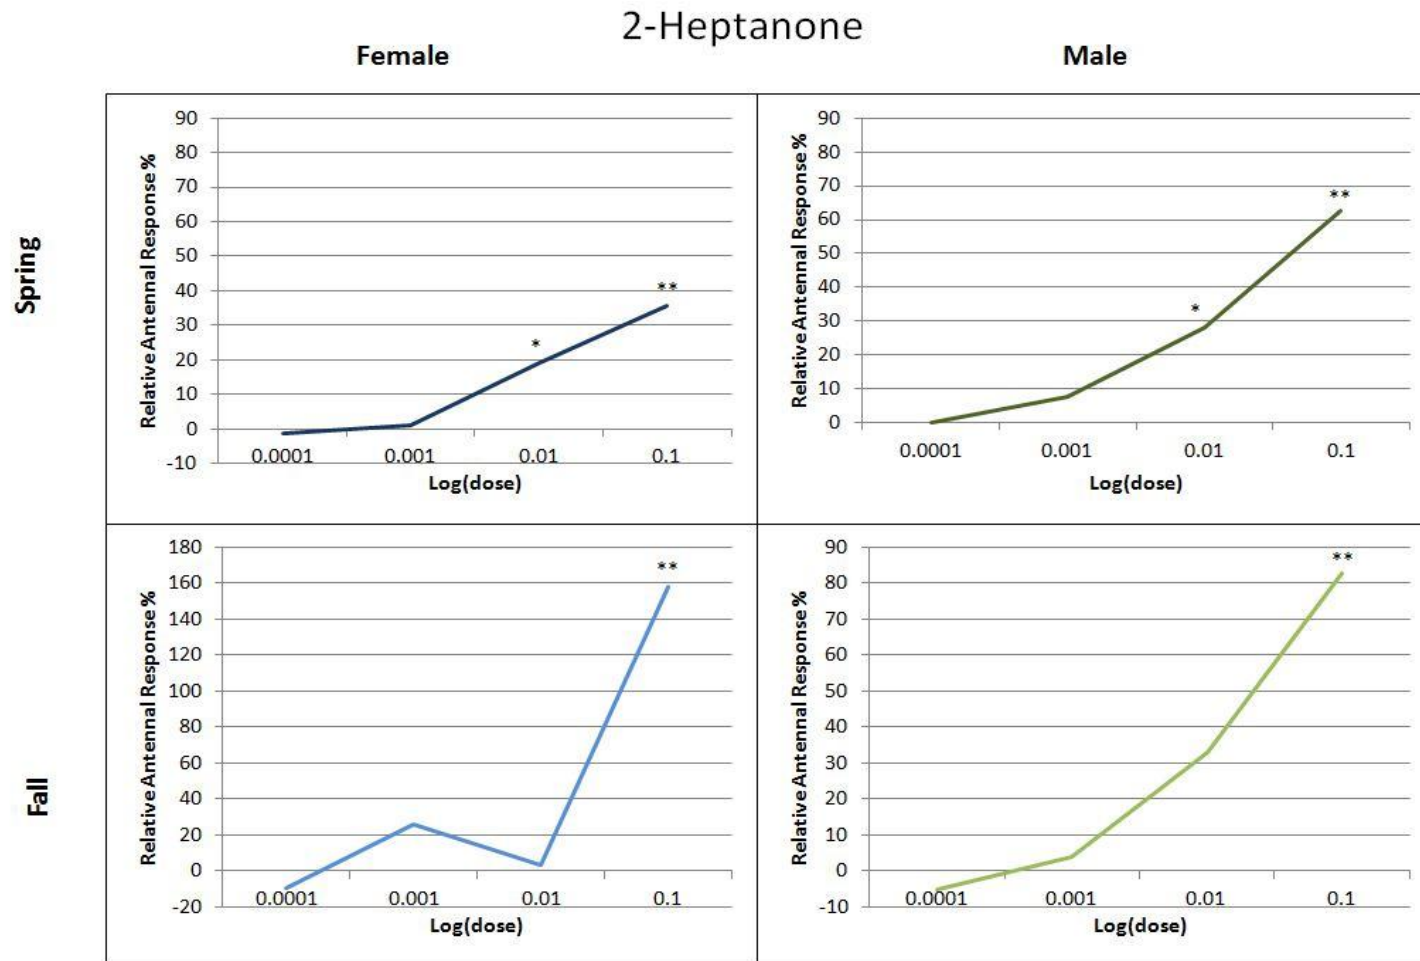 2-Heptanone
Female
Male
Spring
Relative Antennal Response %
90
80
70
60
50
40
30
20
10
0
-10
*
**
0.0001 0.001 0.01 0.1
Log(dose)
Relative Antennal Response %
90
80
70
60
50
40
30
20
10
0
*
**
0.0001 0.001 0.01 0.1
Log(dose)
Fall
Relative Antennal Response %
180
160
140
120
100
80
60
40
20
0
-20
**
0.0001 0.001 0.01 0.1
Log(dose)
Relative Antennal Response %
90
80
70
60
50
40
30
20
10
0
-10
**
0.0001 0.001 0.01 0.1
Log(dose)